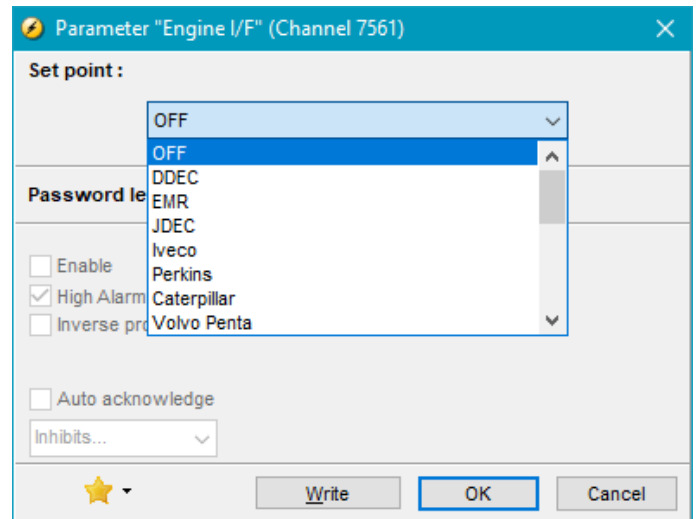 Parameter "Engine I/F" (Channel 7561)
Set point :
OFF
OFF
DDEC
Password le
EMR
JDEC
Iveco
Enable
Perkins
High Alarm
Caterpillar
Inverse pro
Volvo Penta
Auto acknowledge
Inhibits...
Write
OK
Cancel